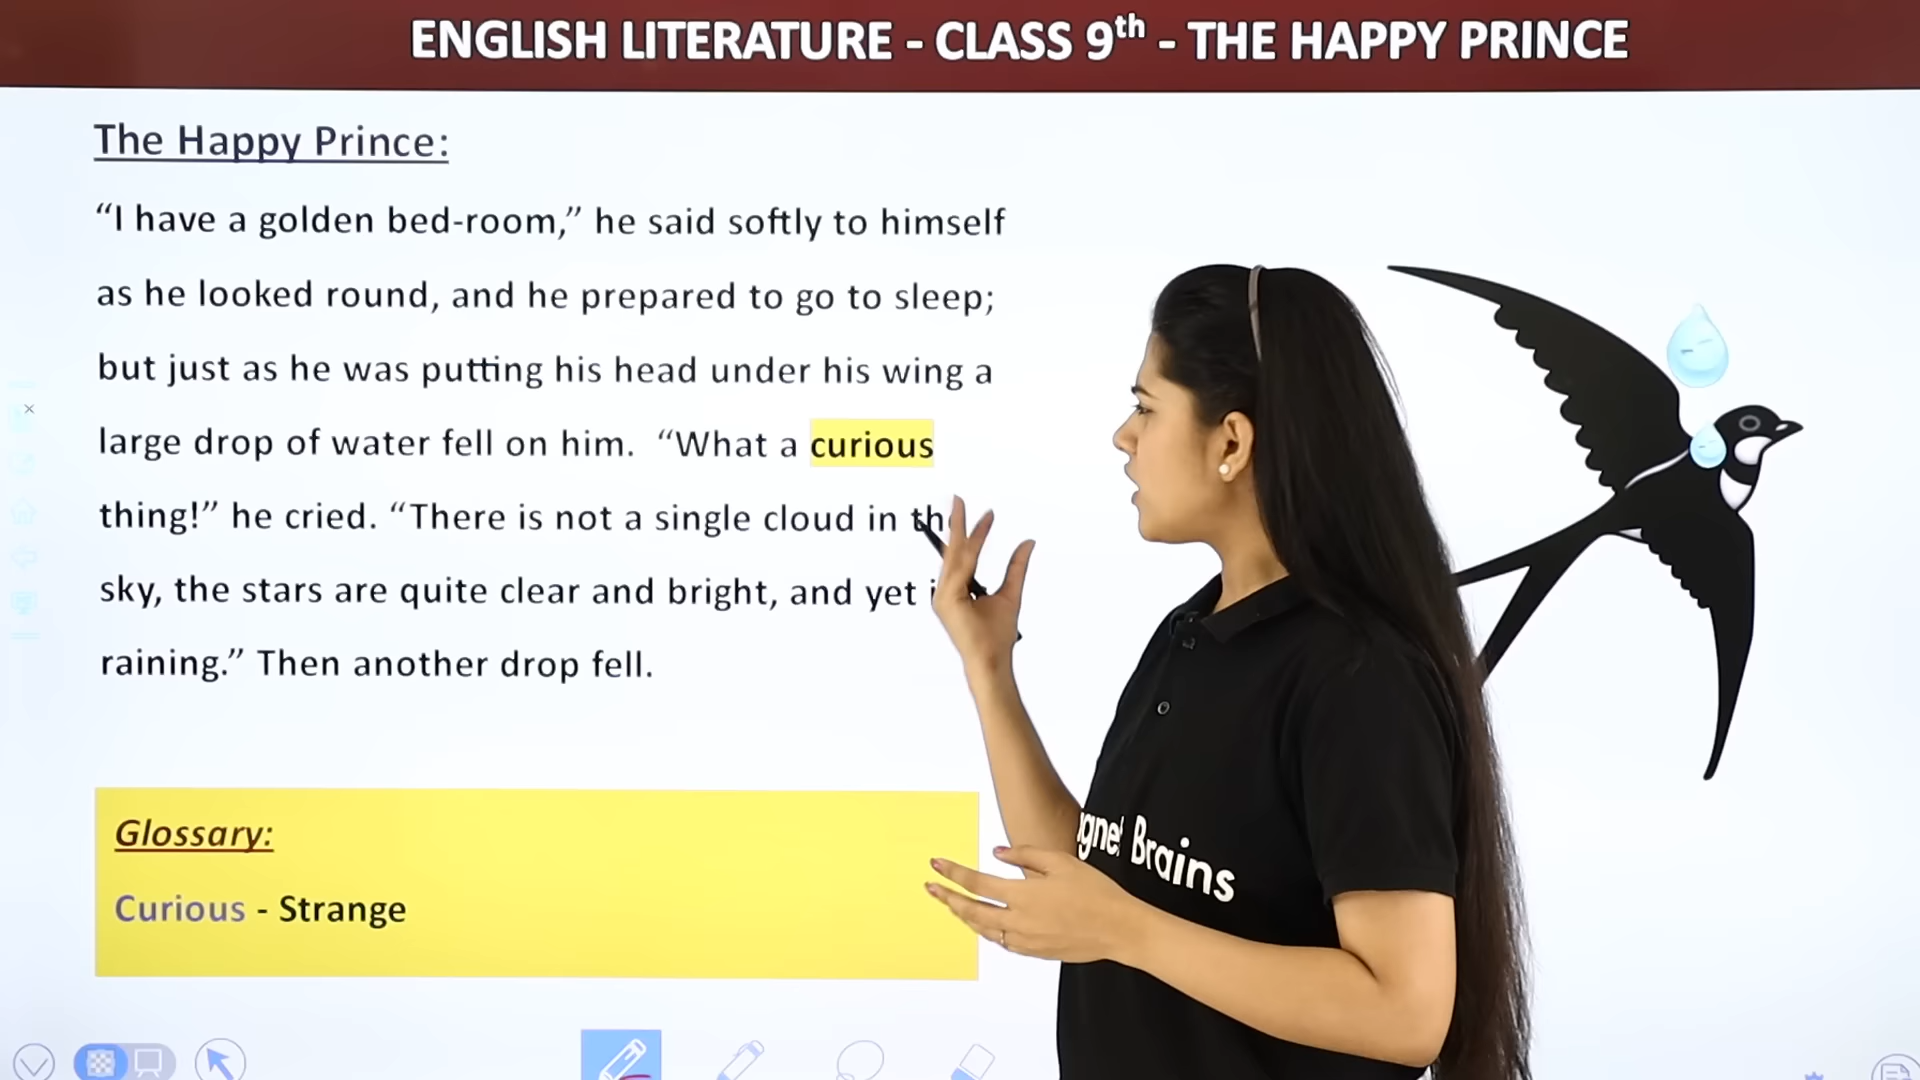 ENGLISH LITERATURE - CLASS 9th - THE HAPPY PRINCE
The Happy Prince:
“I have a golden bed-room,” he said softly to himself
as he looked round, and he prepared to go to sleep;
but just as he was putting his head under his wing a
large drop of water fell on him. “What a curious
thing!” he cried. “There is not a single cloud in
sky, the stars are quite clear and bright, and yet
raining.” Then another drop fell.
Glossary:
Curious - Strange
Brains